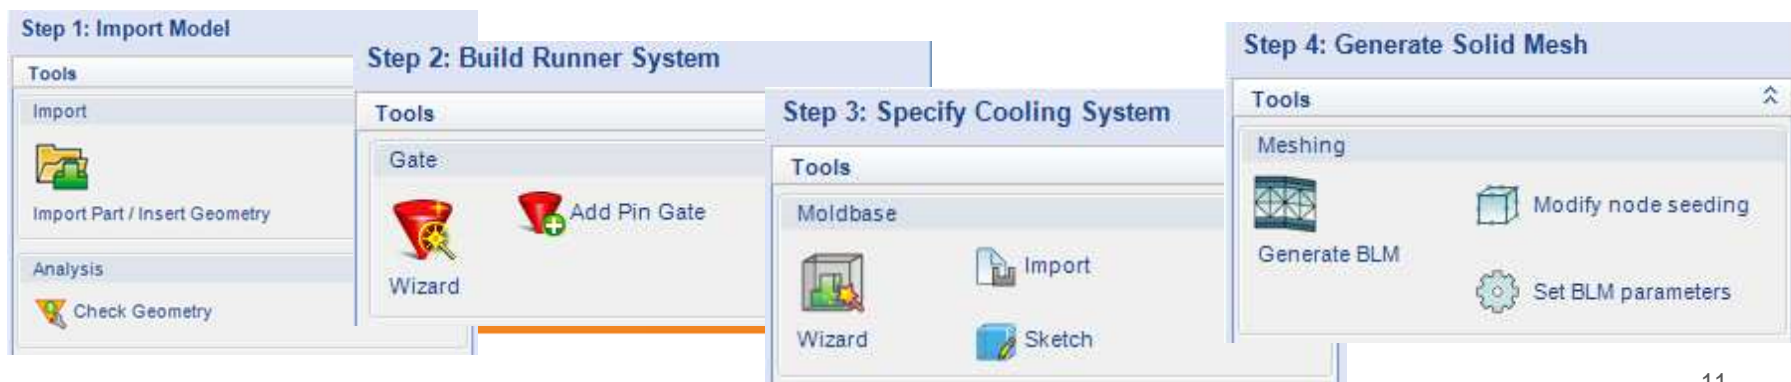 Step 1: Import Model
Tools
Import
Import Part / Insert Geometry
Analysis
Check Geometry
Step 2: Build Runner System
Tools
Gate
Add Pin Gate
Wizard
Step 3: Specify Cooling System
Tools
Moldbase
Import
Wizard
Sketch
Step 4: Generate Solid Mesh
Tools
Meshing
Modify node seeding
Generate BLM
Set BLM parameters
11